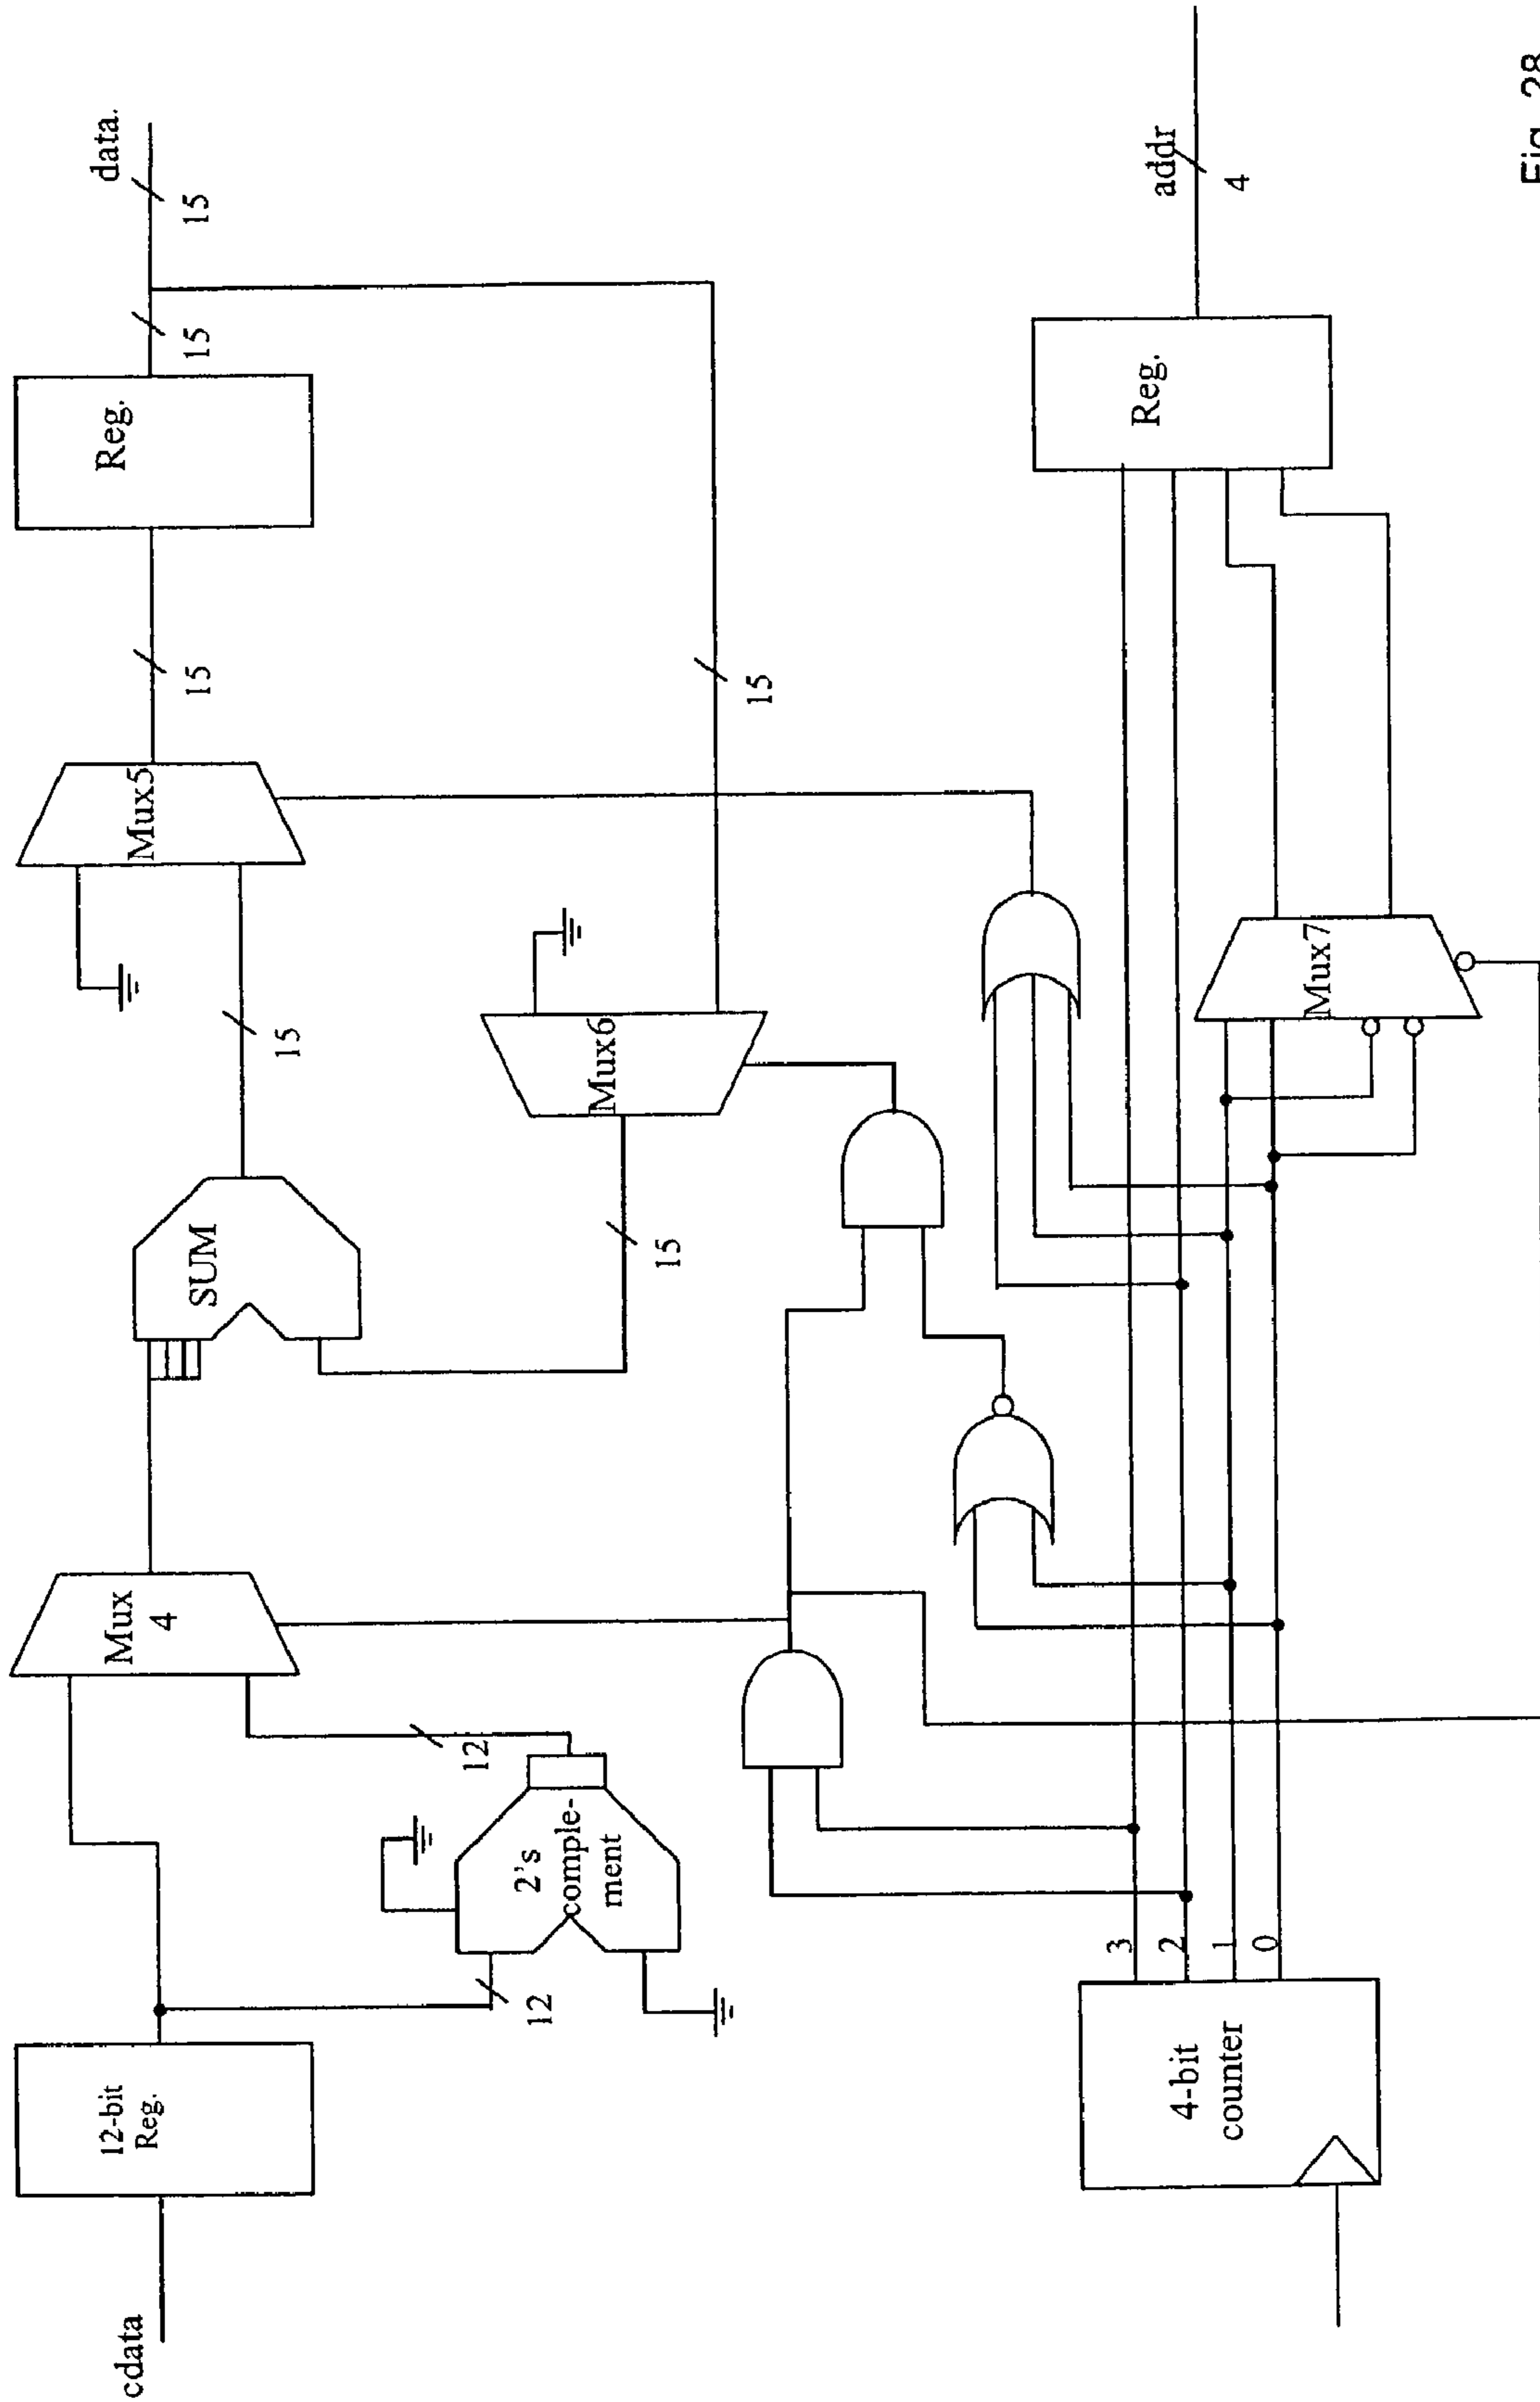 cdata
12-bit
Reg.
12
2's
comple-
ment
12
Mux
4
SUM
15
15
Mux6
15
Mux5
15
Reg.
15
data.
15
4-bit
counter
3
2
1
0
Mux7
Reg.
addr
4
Fig. 28